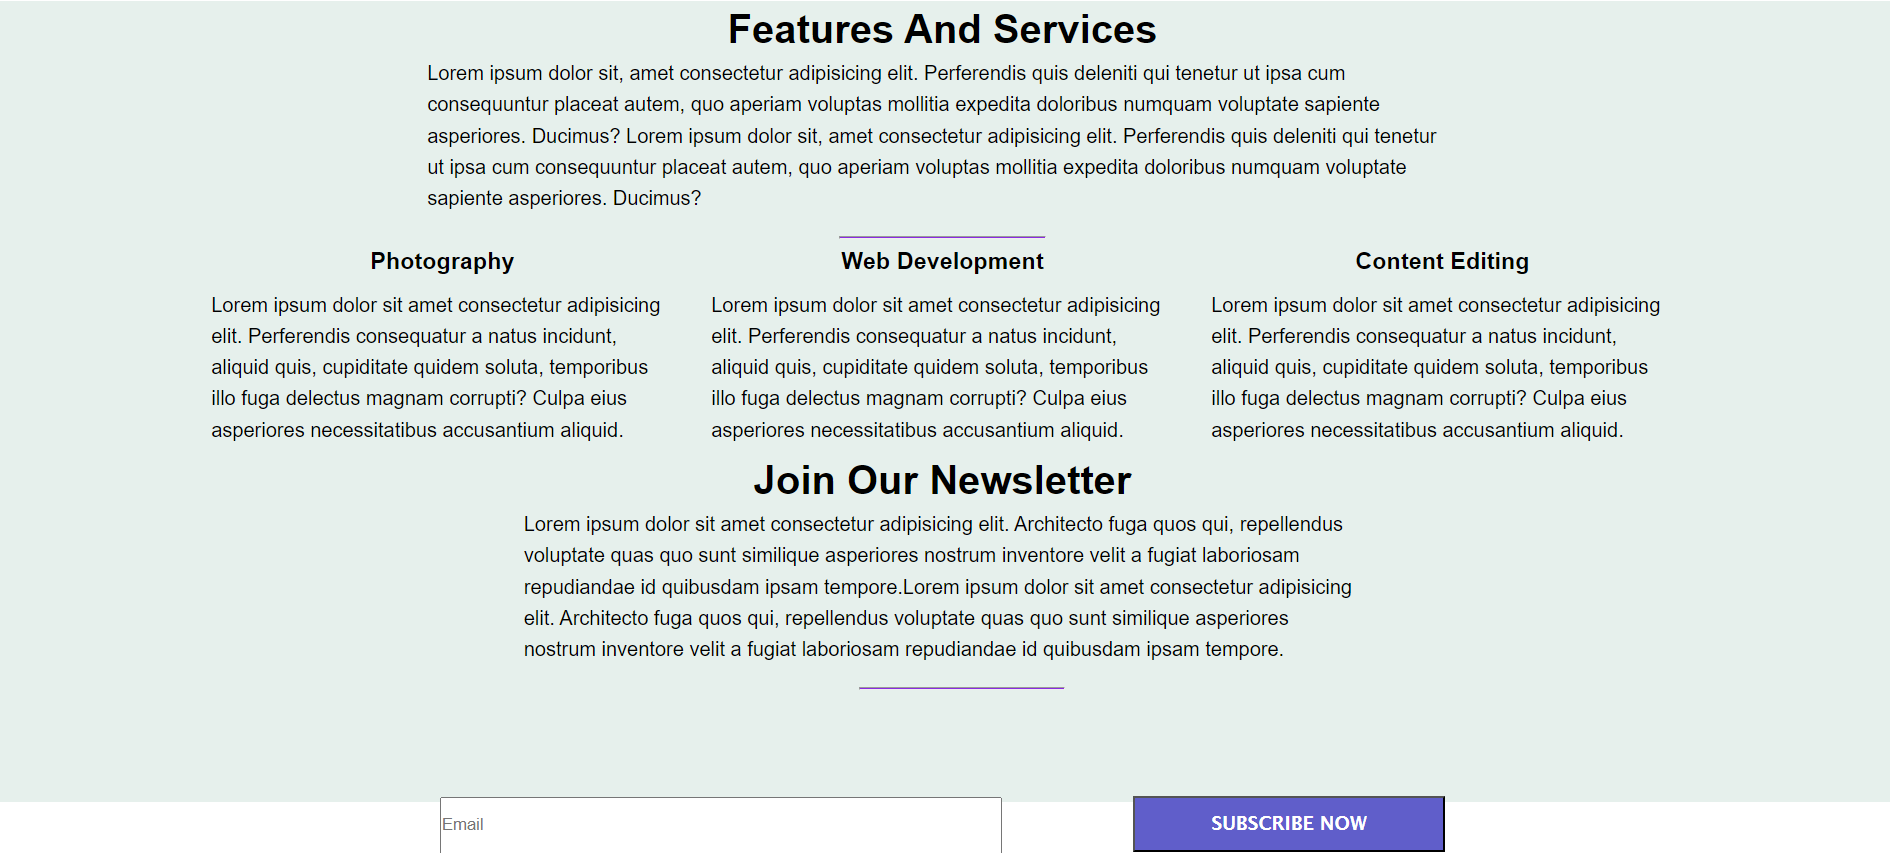 Features And Services
Lorem ipsum dolor sit, amet consectetur adipisicing elit. Perferendis quis deleniti qui tenetur ut ipsa cum
consequuntur placeat autem, quo aperiam voluptas mollitia expedita doloribus numquam voluptate sapiente
asperiores. Ducimus? Lorem ipsum dolor sit, amet consectetur adipisicing elit. Perferendis quis deleniti qui tenetur
ut ipsa cum consequuntur placeat autem, quo aperiam voluptas mollitia expedita doloribus numquam voluptate
sapiente asperiores. Ducimus?
Photography
Lorem ipsum dolor sit amet consectetur adipisicing
elit. Perferendis consequatur a natus incidunt,
aliquid quis, cupiditate quidem soluta, temporibus
illo fuga delectus magnam corrupti? Culpa eius
asperiores necessitatibus accusantium aliquid.
Web Development
Lorem ipsum dolor sit amet consectetur adipisicing
elit. Perferendis consequatur a natus incidunt,
aliquid quis, cupiditate quidem soluta, temporibus
illo fuga delectus magnam corrupti? Culpa eius
asperiores necessitatibus accusantium aliquid.
Content Editing
Lorem ipsum dolor sit amet consectetur adipisicing
elit. Perferendis consequatur a natus incidunt,
aliquid quis, cupiditate quidem soluta, temporibus
illo fuga delectus magnam corrupti? Culpa eius
asperiores necessitatibus accusantium aliquid.
Join Our Newsletter
Lorem ipsum dolor sit amet consectetur adipisicing elit. Architecto fuga quos qui, repellendus
voluptate quas quo sunt similique asperiores nostrum inventore velit a fugiat laboriosam
repudiandae id quibusdam ipsam tempore.Lorem ipsum dolor sit amet consectetur adipisicing
elit. Architecto fuga quos qui, repellendus voluptate quas quo sunt similique asperiores
nostrum inventore velit a fugiat laboriosam repudiandae id quibusdam ipsam tempore.
Email
SUBSCRIBE NOW